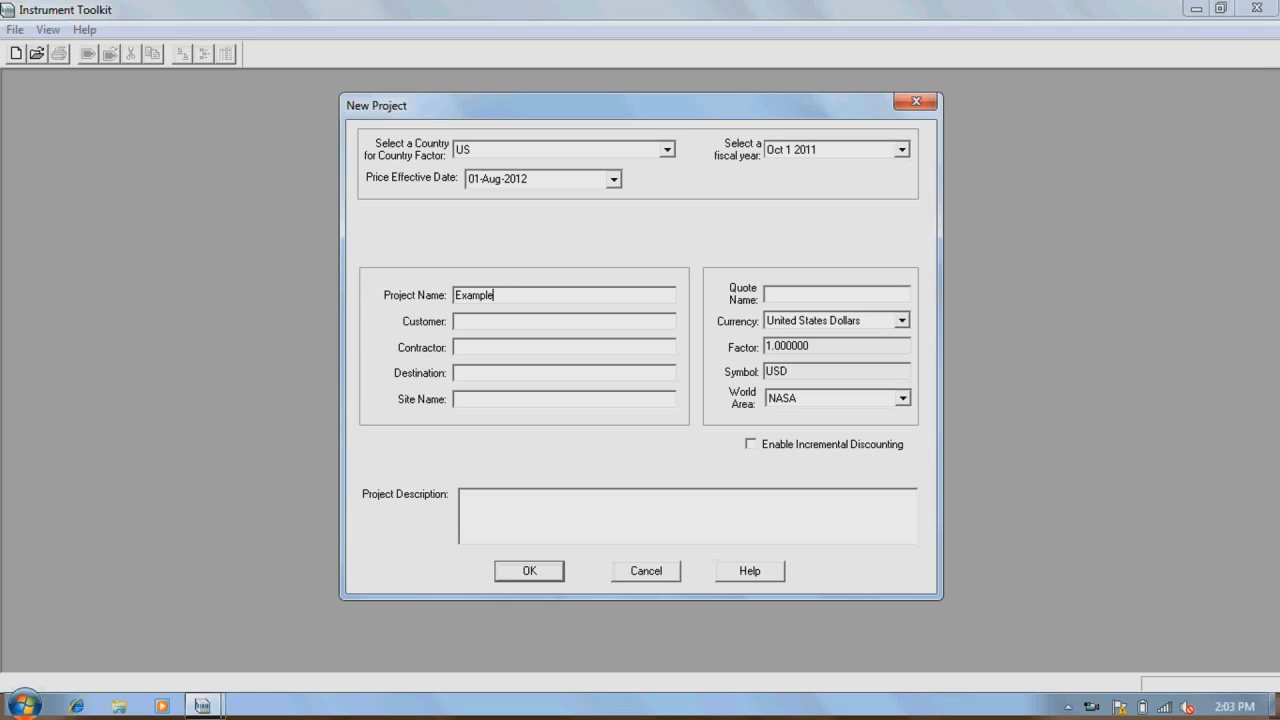 Instrument Toolkit
File View Help
New Project
Select a Country
for Country Factor:
US
Select a
fiscal year:
Oct 1 2011
Price Effective Date:
01-Aug-2012
Project Name:
Example
Customer:
Contractor:
Destination:
Site Name:
Quote
Name:
Currency:
United States Dollars
Factor:
1.000000
Symbol:
USD
World
Area:
NASA
Enable Incremental Discounting
Project Description:
OK Cancel Help
2:03 PM